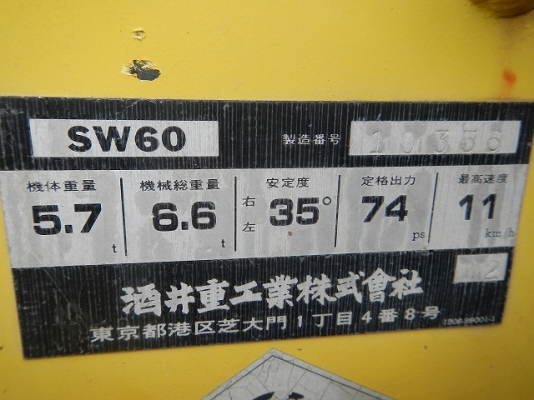 SW60 製造番号 10356
機体重量 機械総重量 安定度 定格出力 最高速度
5.7 t 6.6 t 右 左 35° 74 ps 11 km/h
酒井重工業株式會社
東京都港区芝大門1丁目4番8号